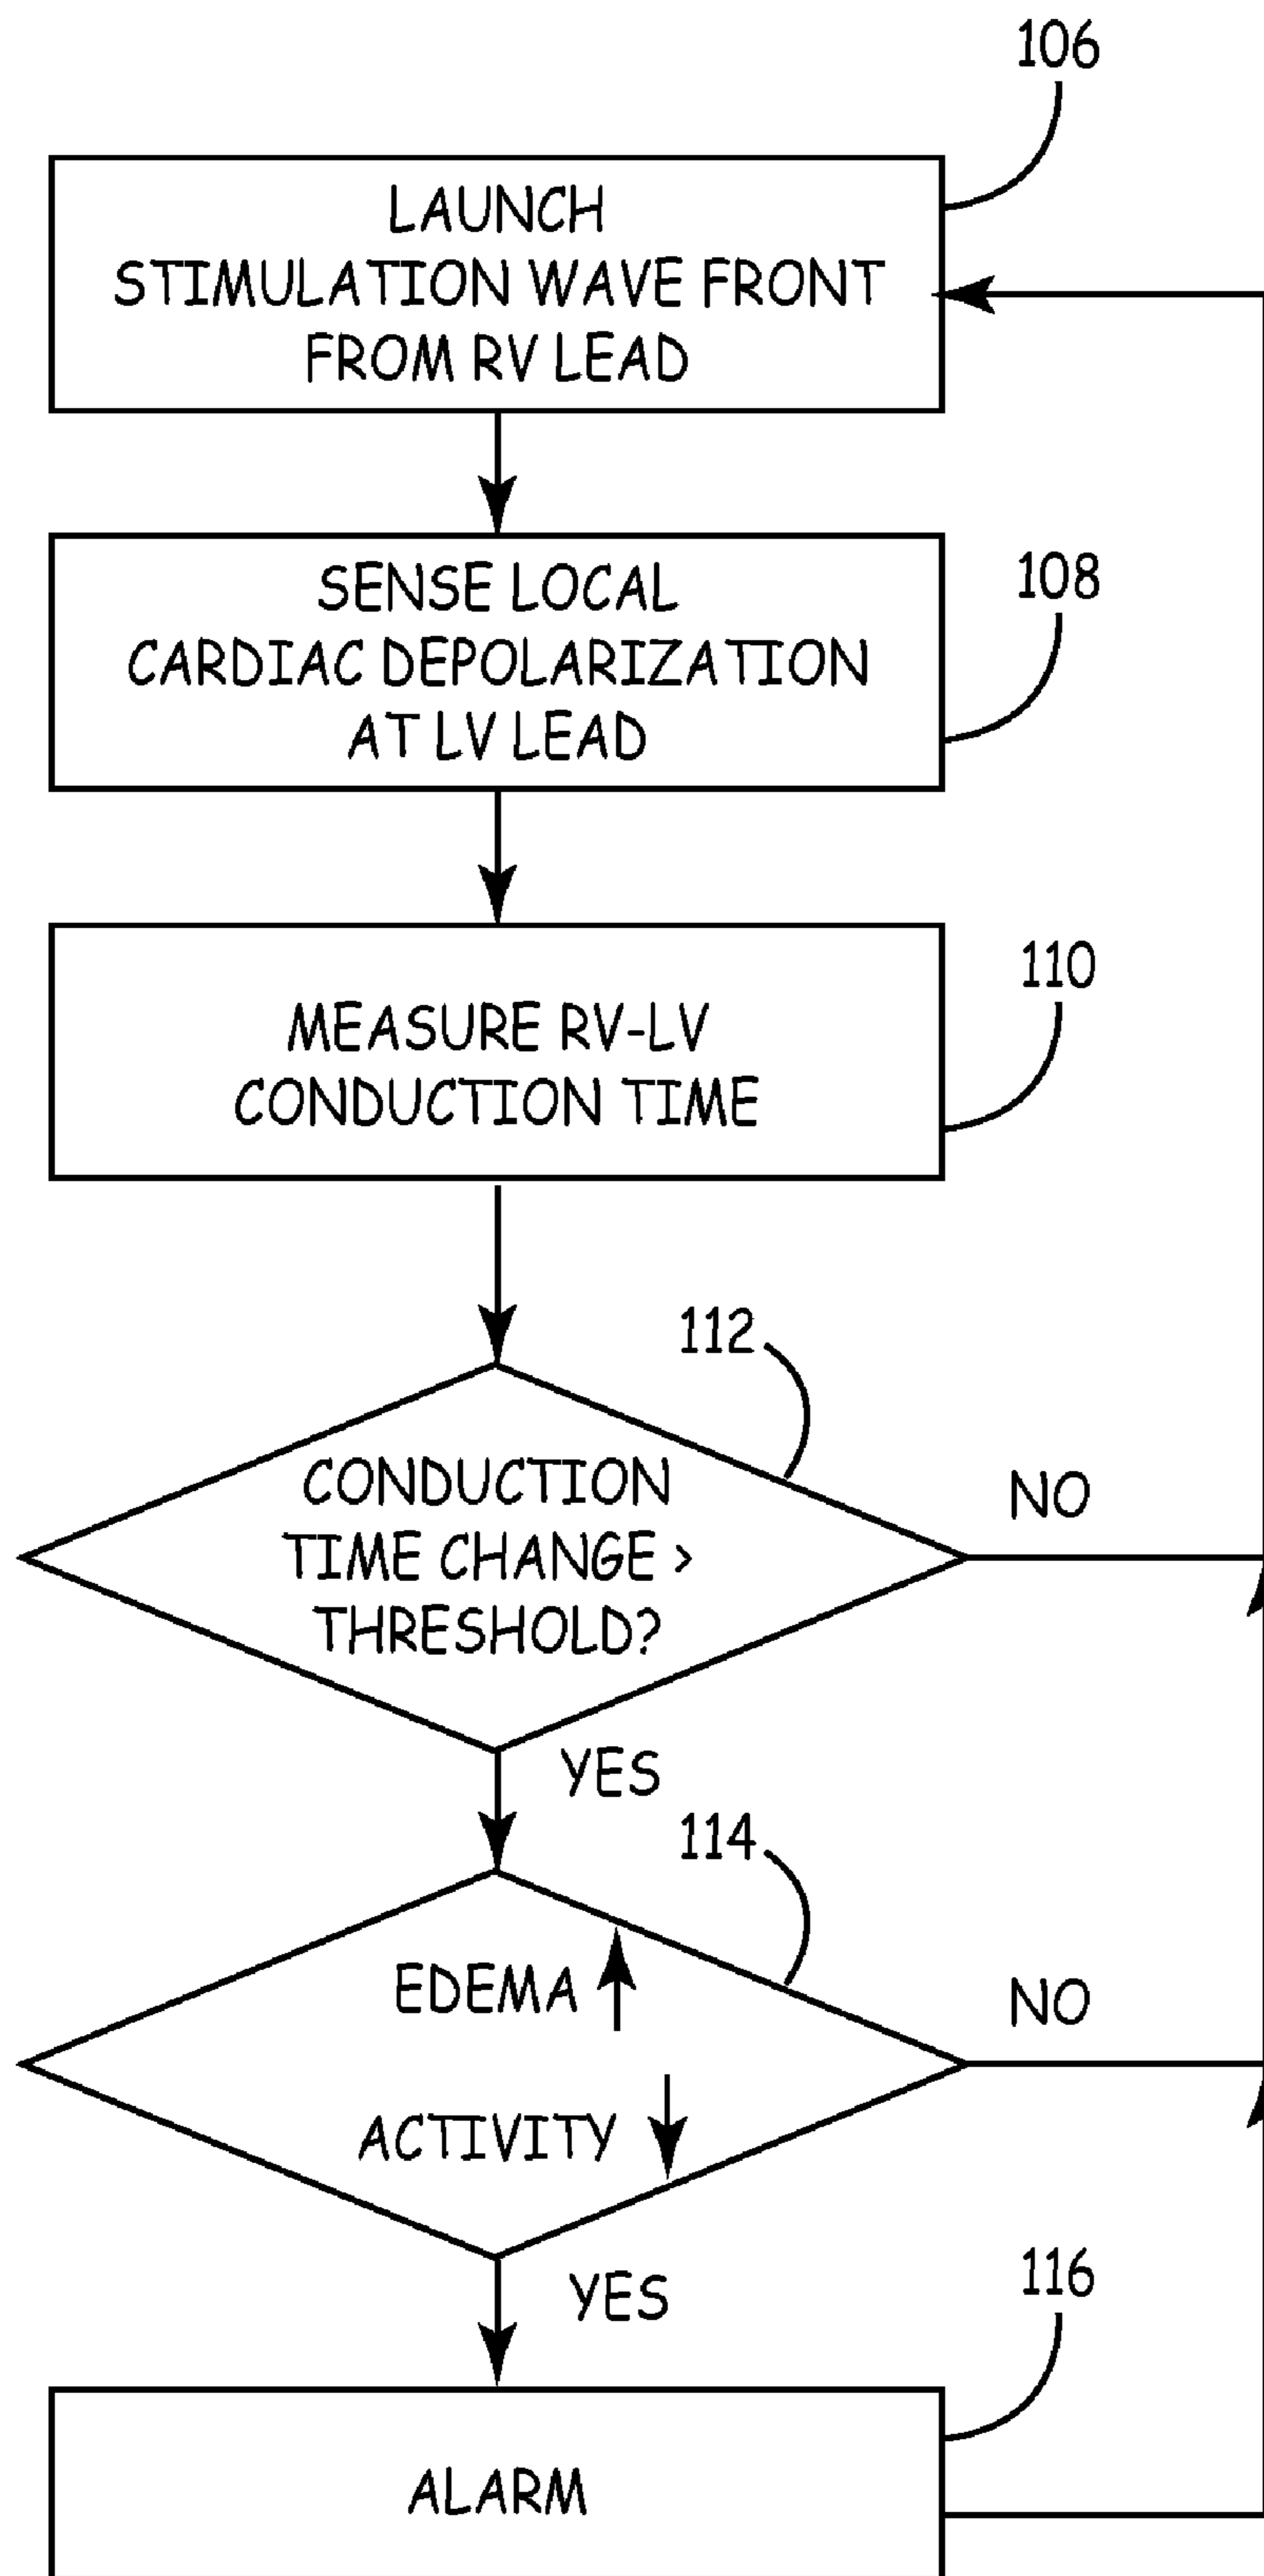 106
LAUNCH
STIMULATION WAVE FRONT
FROM RV LEAD
108
SENSE LOCAL
CARDIAC DEPOLARIZATION
AT LV LEAD
110
MEASURE RV-LV
CONDUCTION TIME
112
CONDUCTION
TIME CHANGE >
THRESHOLD?
NO
YES
114
EDEMA
NO
ACTIVITY
YES
116
ALARM